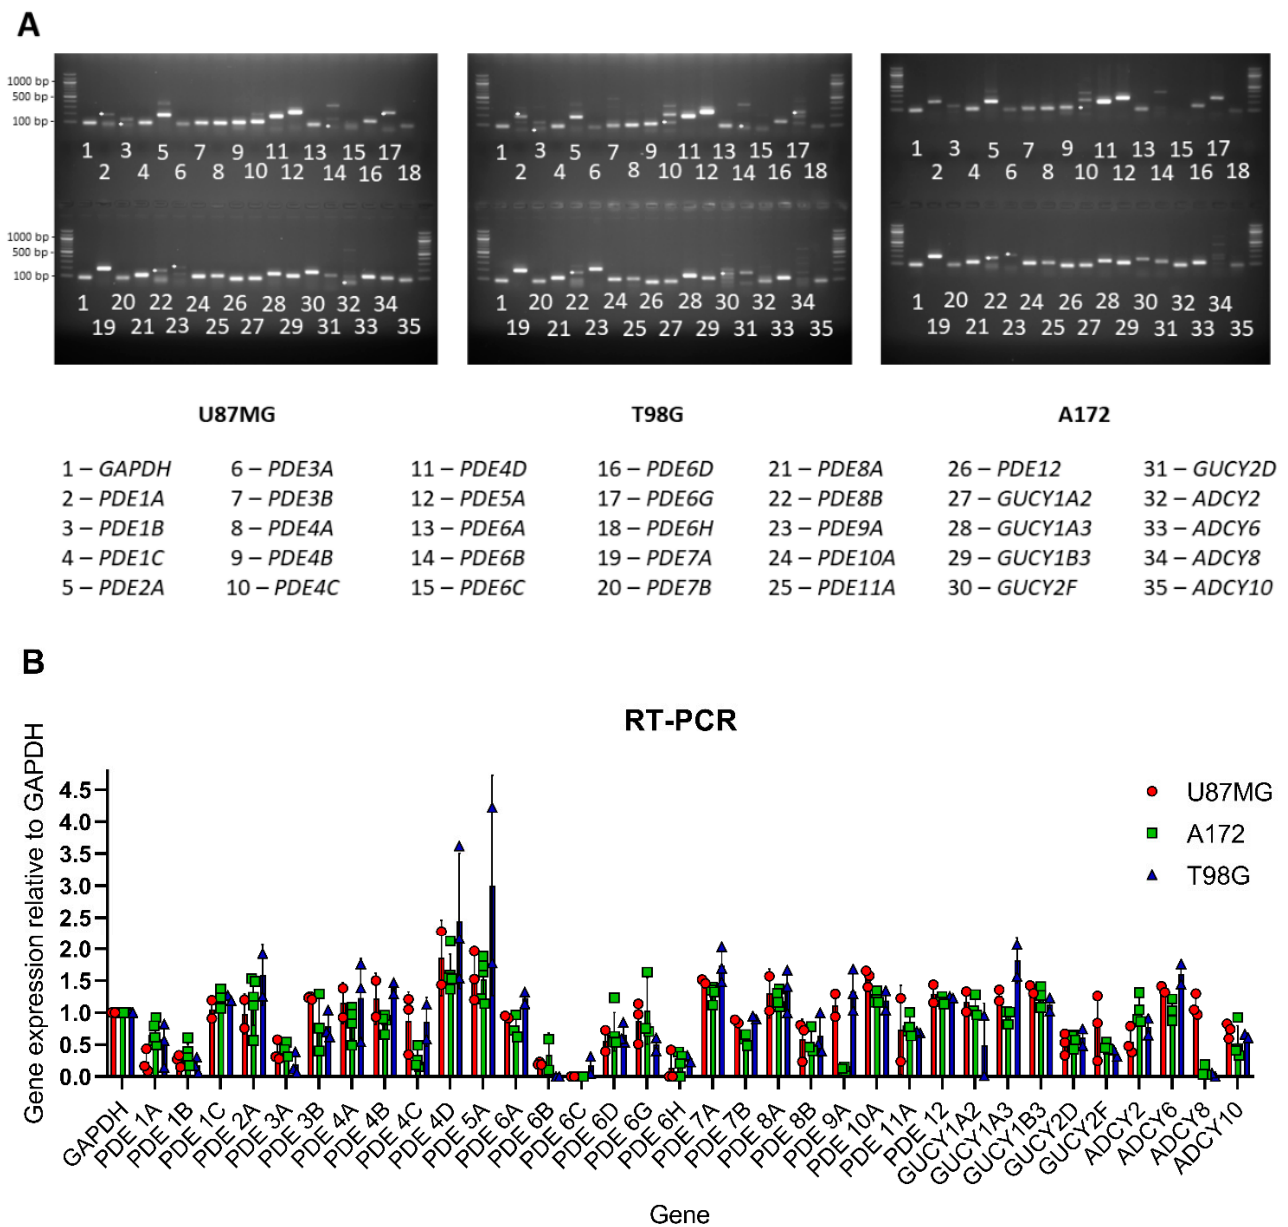 A
1000 bp
500 bp
100 bp
1 3 5 7 9 11 13 15 17
2 4 6 8 10 12 14 16 18
1 3 5 7 9 11 13 15 17
2 4 6 8 10 12 14 16 18
1 3 5 7 9 11 13 15 17
2 4 6 8 10 12 14 16 18
1000 bp
500 bp
100 bp
1 20 22 24 26 28 30 32 34
19 21 23 25 27 29 31 33 35
1 20 22 24 26 28 30 32 34
19 21 23 25 27 29 31 33 35
1 20 22 24 26 28 30 32 34
19 21 23 25 27 29 31 33 35
U87MG T98G A172
1 – GAPDH 6 – PDE3A 11 – PDE4D 16 – PDE6D 21 – PDE8A 26 – PDE12 31 – GUCY2D
2 – PDE1A 7 – PDE3B 12 – PDE5A 17 – PDE6G 22 – PDE8B 27 – GUCY1A2 32 – ADCY2
3 – PDE1B 8 – PDE4A 13 – PDE6A 18 – PDE6H 23 – PDE9A 28 – GUCY1A3 33 – ADCY6
4 – PDE1C 9 – PDE4B 14 – PDE6B 19 – PDE7A 24 – PDE10A 29 – GUCY1B3 34 – ADCY8
5 – PDE2A 10 – PDE4C 15 – PDE6C 20 – PDE7B 25 – PDE11A 30 – GUCY2F 35 – ADCY10
B
RT-PCR
Gene expression relative to GAPDH
4.5
4.0
3.5
3.0
2.5
2.0
1.5
1.0
0.5
0.0
U87MG
A172
T98G
GAPDH
PDE 1A
PDE 1B
PDE 1C
PDE 2A
PDE 3A
PDE 3B
PDE 4A
PDE 4B
PDE 4C
PDE 4D
PDE 5A
PDE 6A
PDE 6B
PDE 6C
PDE 6D
PDE 6G
PDE 6H
PDE 7A
PDE 7B
PDE 8A
PDE 8B
PDE 9A
PDE 10A
PDE 11A
PDE 12
GUCY1A2
GUCY1A3
GUCY1B3
GUCY2D
GUCY2F
ADCY2
ADCY6
ADCY8
ADCY10
Gene